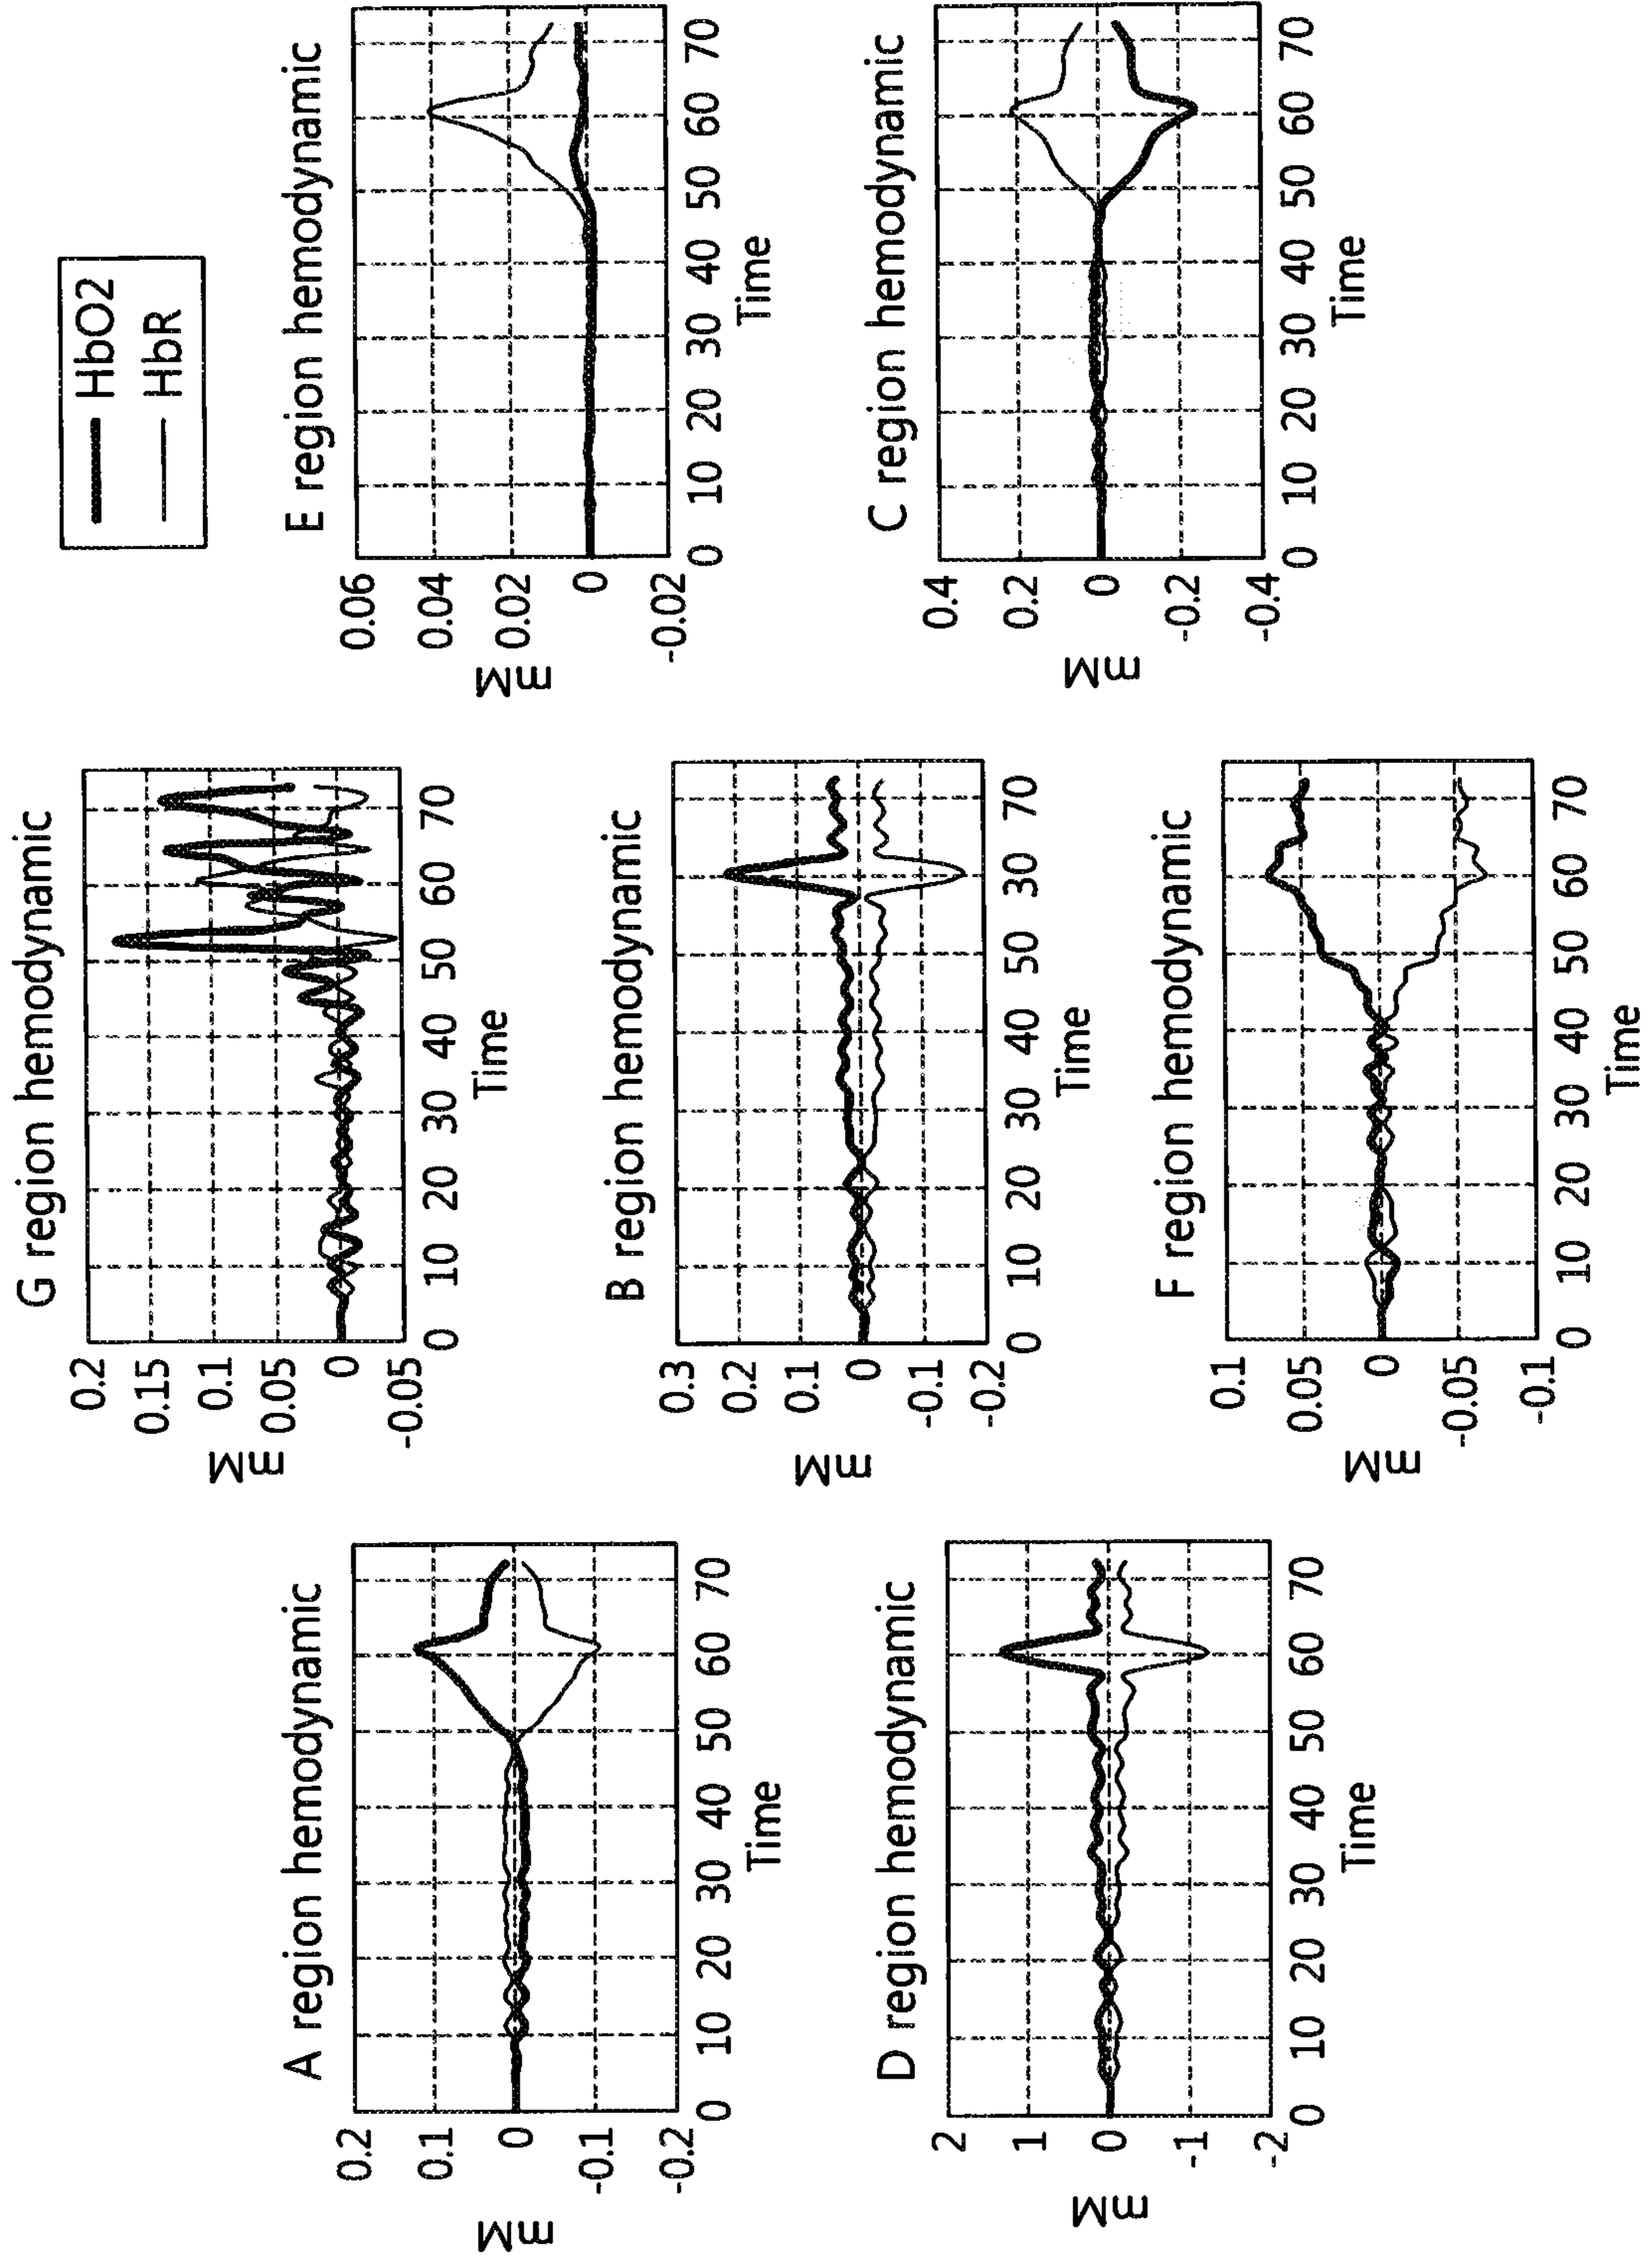 G region hemodynamic
0.2
0.15
0.1
0.05
0
-0.05
mM
0 10 20 30 40 50 60 70
Time
HbO2
HbR
A region hemodynamic
0.2
0.1
0
-0.1
-0.2
mM
0 10 20 30 40 50 60 70
Time
E region hemodynamic
0.06
0.04
0.02
0
-0.02
mM
0 10 20 30 40 50 60 70
Time
B region hemodynamic
0.3
0.2
0.1
0
-0.1
-0.2
mM
0 10 20 30 40 50 30 70
Time
D region hemodynamic
2
1
0
-1
-2
mM
0 10 20 30 40 50 60 70
Time
C region hemodynamic
0.4
0.2
0
-0.2
-0.4
mM
0 10 20 30 40 50 60 70
Time
F region hemodynamic
0.1
0.05
0
-0.05
-0.1
mM
0 10 20 30 40 50 60 70
Time